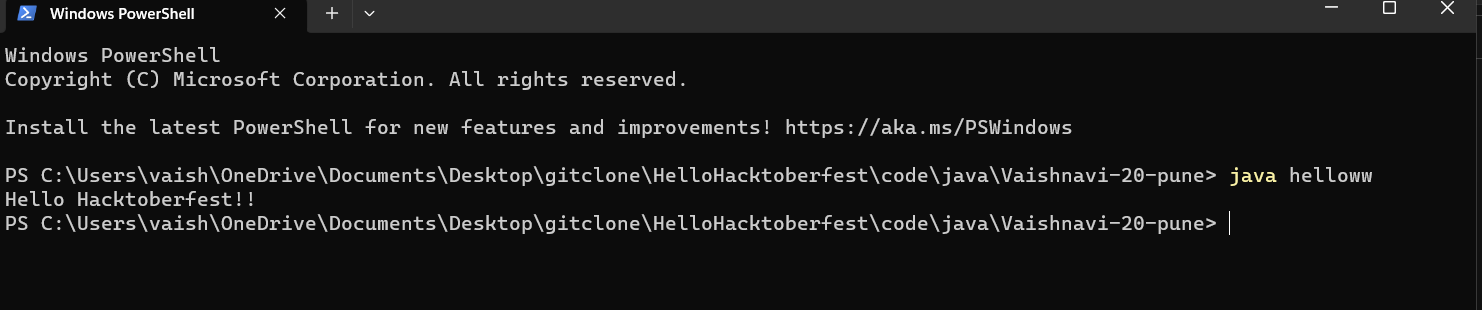 Windows PowerShell
Windows PowerShell
Copyright (C) Microsoft Corporation. All rights reserved.
Install the latest PowerShell for new features and improvements! https://aka.ms/PSWindows
PS C:\Users\vaish\OneDrive\Documents\Desktop\gitclone\HelloHacktoberfest\code\java\Vaishnavi-20-pune> java helloww
Hello Hacktoberfest!!
PS C:\Users\vaish\OneDrive\Documents\Desktop\gitclone\HelloHacktoberfest\code\java\Vaishnavi-20-pune>